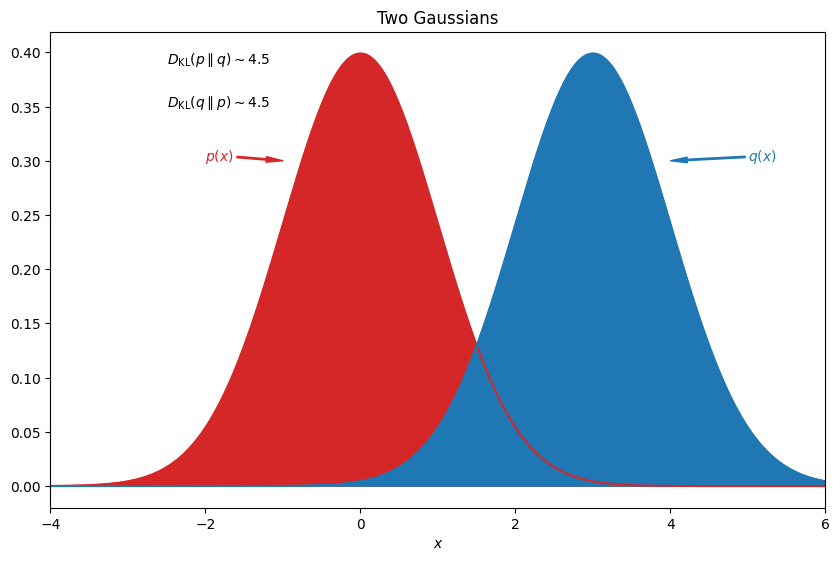 Two Gaussians
D_KL(p ∥ q) ~ 4.5
D_KL(q ∥ p) ~ 4.5
p(x)
q(x)
0.40
0.35
0.30
0.25
0.20
0.15
0.10
0.05
0.00
−4 −2 0 2 4 6
x